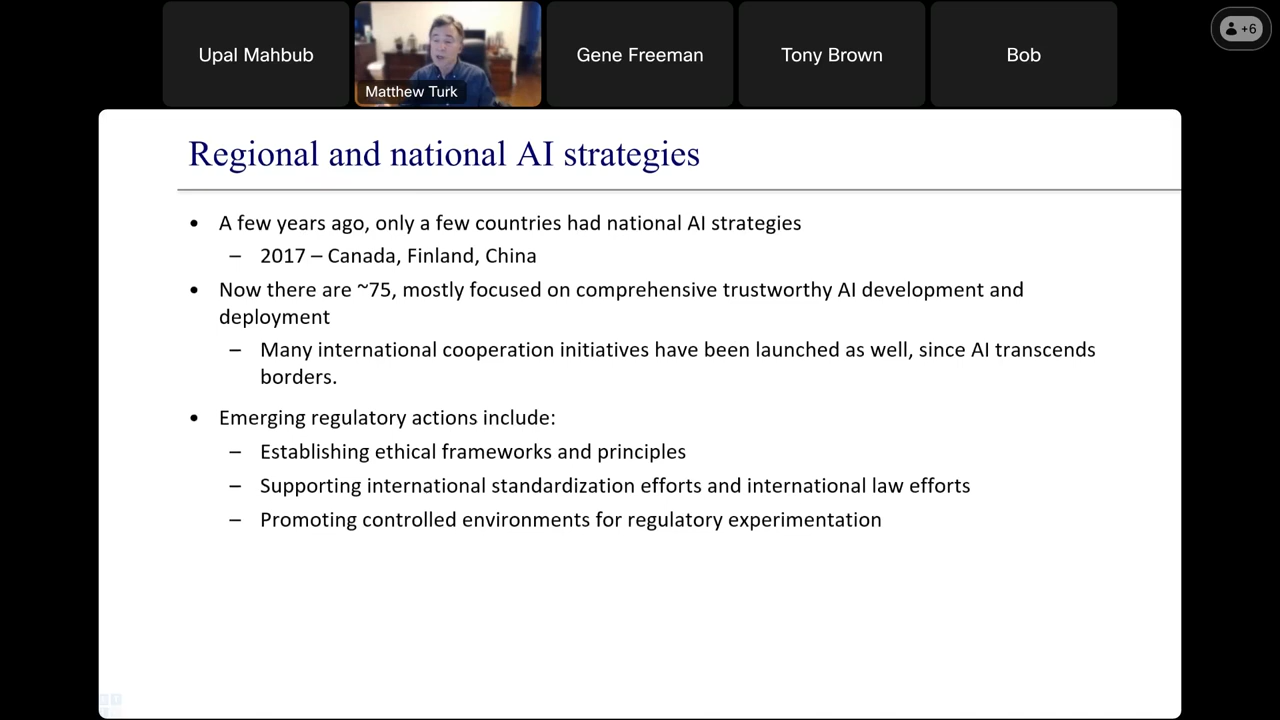 Upal Mahbub
Matthew Turk
Gene Freeman
Tony Brown
Bob
+6
Regional and national AI strategies
• A few years ago, only a few countries had national AI strategies
– 2017 – Canada, Finland, China
• Now there are ~75, mostly focused on comprehensive trustworthy AI development and
deployment
– Many international cooperation initiatives have been launched as well, since AI transcends
borders.
• Emerging regulatory actions include:
– Establishing ethical frameworks and principles
– Supporting international standardization efforts and international law efforts
– Promoting controlled environments for regulatory experimentation